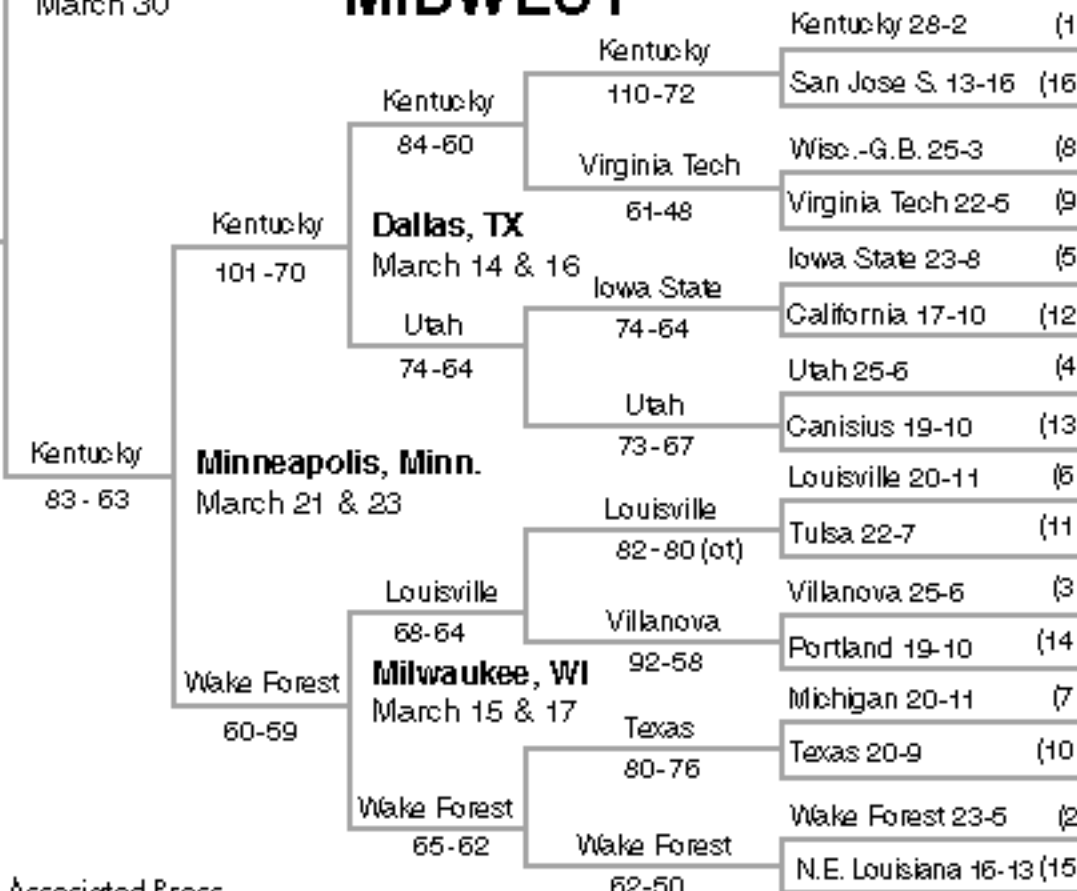 March 30
MIDWEST
Kentucky 28-2 (1
Kentucky
San Jose S. 13-16 (16
110-72
Kentucky
84-60
Wisc.-G.B. 25-3 (8
Virginia Tech
Virginia Tech 22-5 (9
61-48
Kentucky
101-70
Dallas, TX
March 14 & 16
Iowa State 23-8 (5
Iowa State
California 17-10 (12
74-64
Utah
74-64
Utah 25-6 (4
Utah
Canisius 19-10 (13
73-67
Kentucky
83-63
Minneapolis, Minn.
March 21 & 23
Louisville 20-11 (6
Louisville
Tulsa 22-7 (11
82-80 (ot)
Louisville
68-64
Villanova 25-6 (3
Villanova
Portland 19-10 (14
92-58
Wake Forest
60-59
Milwaukee, WI
March 15 & 17
Michigan 20-11 (7
Texas
Texas 20-9 (10
80-76
Wake Forest
65-62
Wake Forest 23-5 (2
Wake Forest
N.E. Louisiana 16-13 (15
62-50
Associated Press